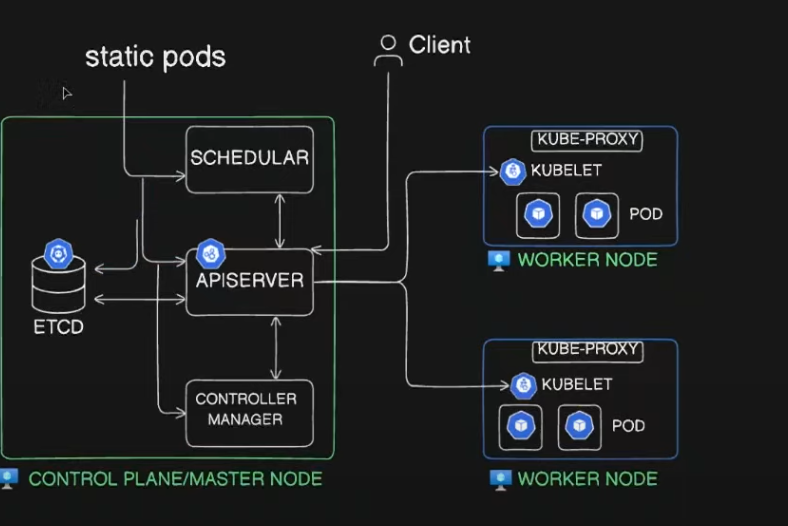 static pods
Client
SCHEDULAR
APISERVER
ETCD
CONTROLLER
MANAGER
CONTROL PLANE/MASTER NODE
KUBE-PROXY
KUBELET
POD
WORKER NODE
KUBE-PROXY
KUBELET
POD
WORKER NODE